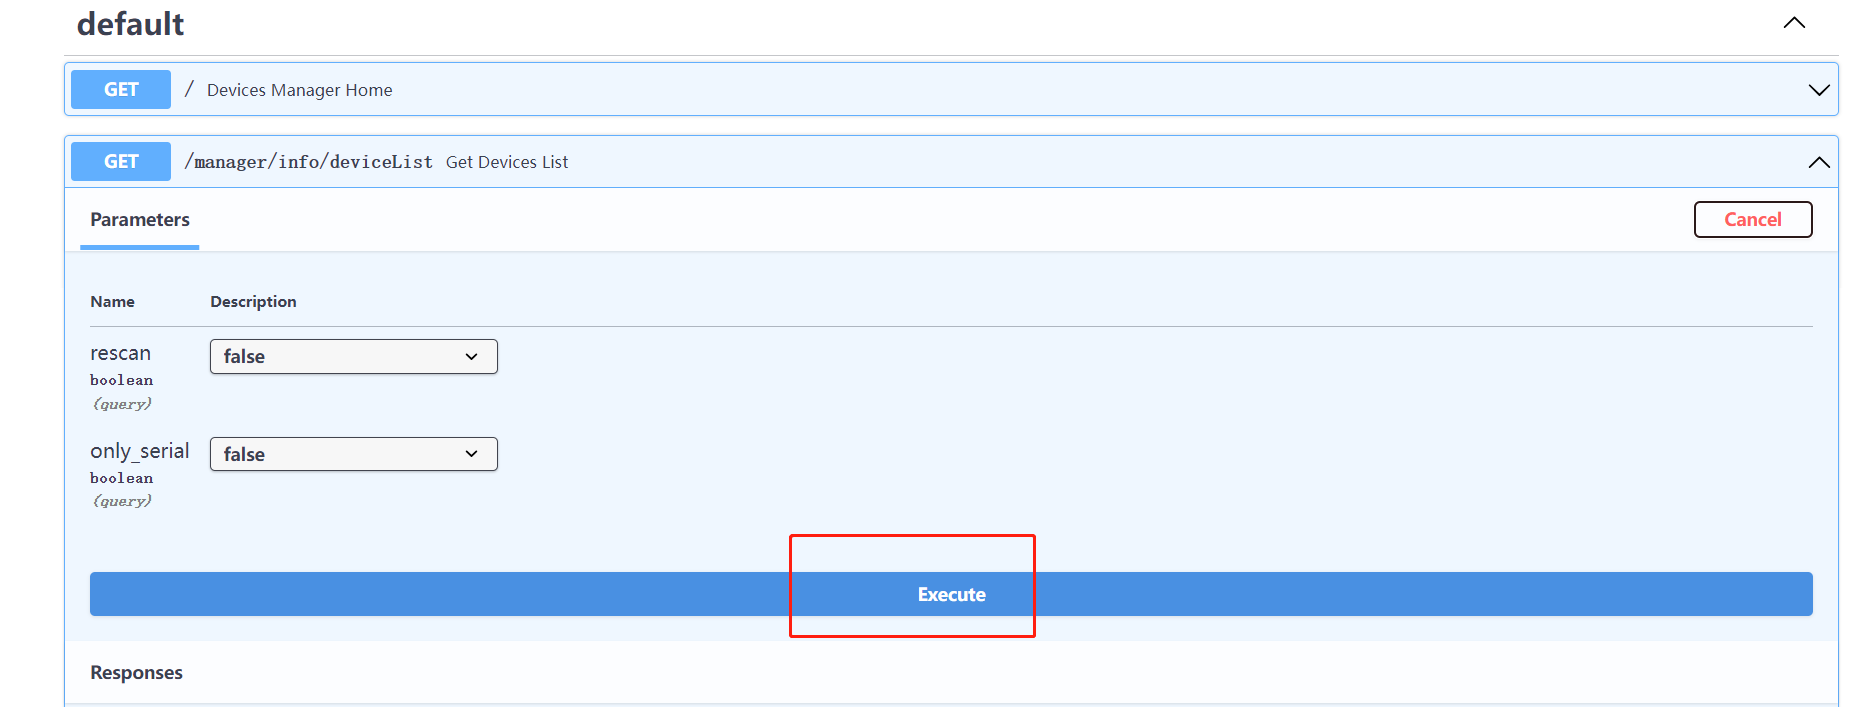 default
GET / Devices Manager Home
GET /manager/info/deviceList Get Devices List
Parameters Cancel
Name Description
rescan false
boolean
(query)
only_serial false
boolean
(query)
Execute
Responses